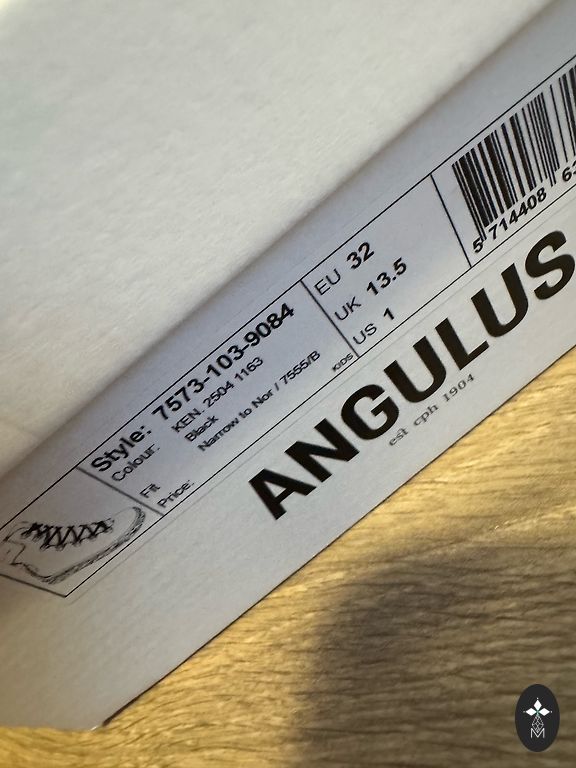 Style: 7573-103-9084
Colour: KEN. 2504 1163
Black
Fit Narrow to Nor / 7555/B
Price:
KIDS
EU 32
UK 13.5
US 1
5 714408
ANGULUS
est cph 1904
M